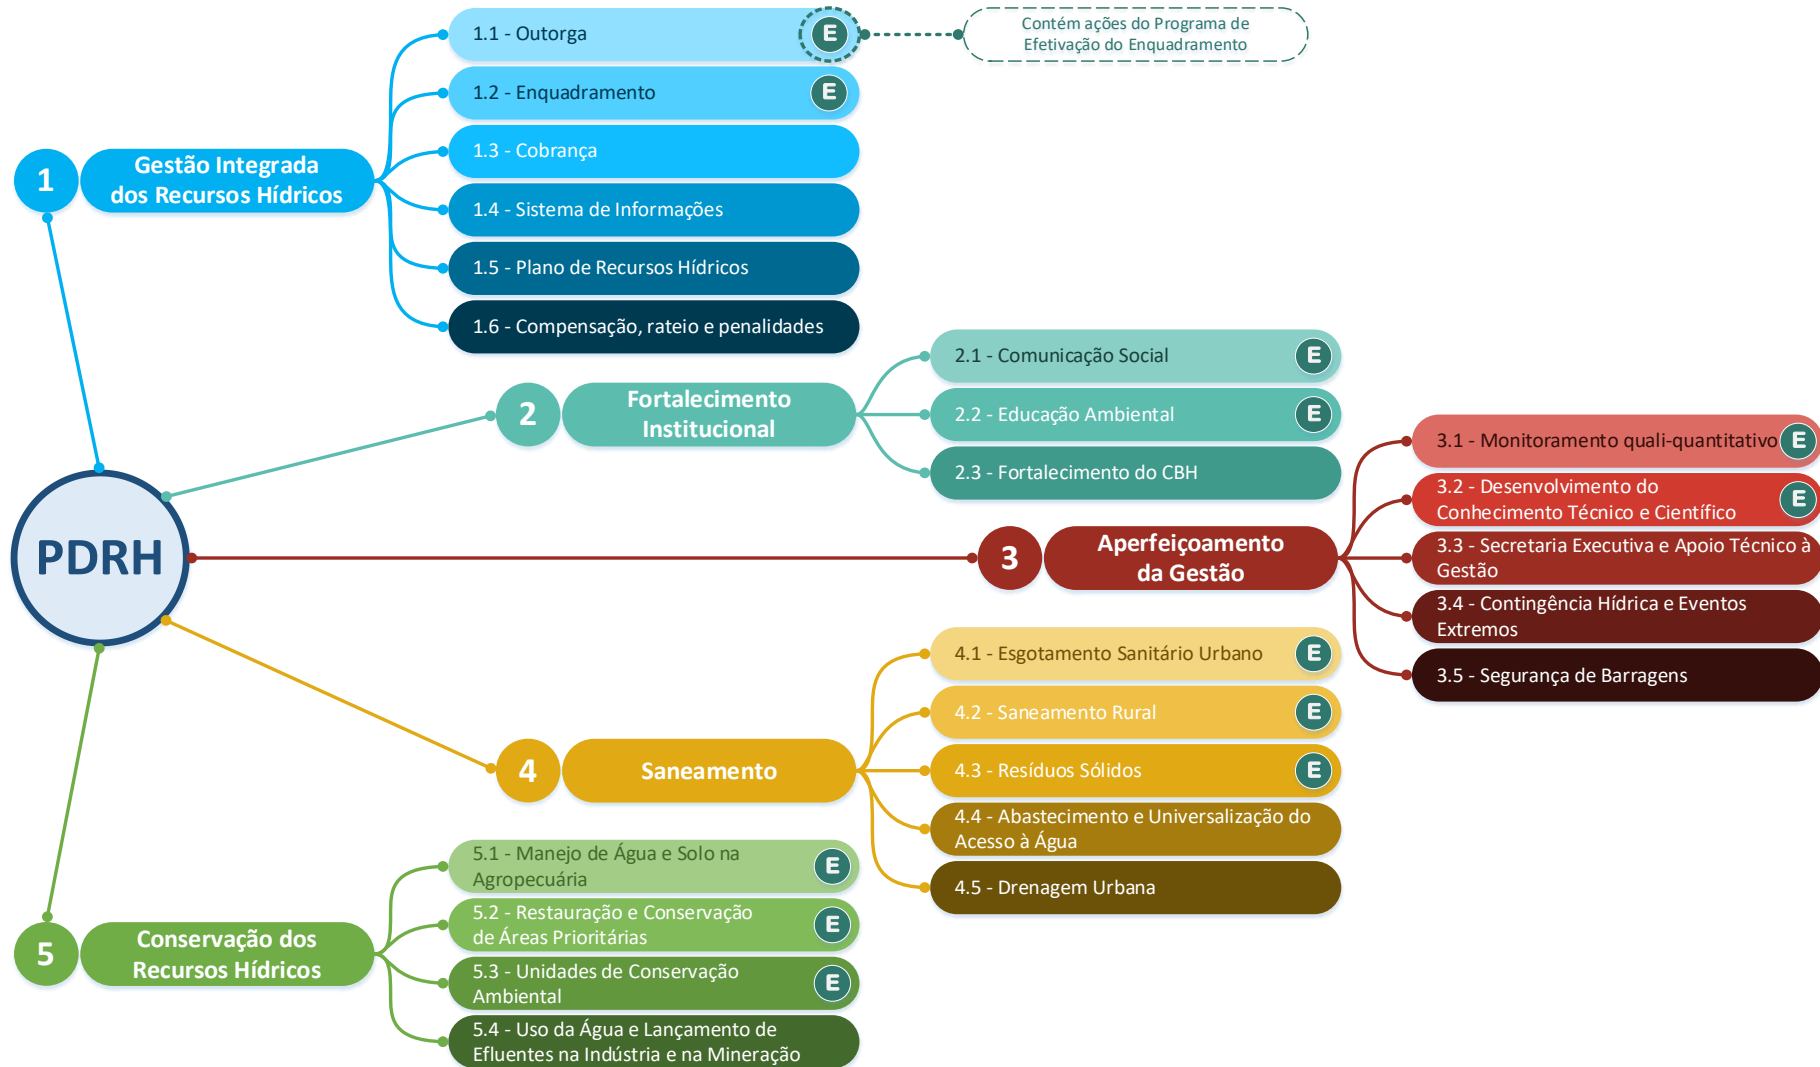 1.1 - Outorga
E
Contém ações do Programa de
Efetivação do Enquadramento
1.2 - Enquadramento
E
1.3 - Cobrança
1
Gestão Integrada
dos Recursos Hídricos
1.4 - Sistema de Informações
1.5 - Plano de Recursos Hídricos
1.6 - Compensação, rateio e penalidades
2
Fortalecimento
Institucional
2.1 - Comunicação Social
E
2.2 - Educação Ambiental
E
2.3 - Fortalecimento do CBH
PDRH
3
Aperfeiçoamento
da Gestão
3.1 - Monitoramento quali-quantitativo
E
3.2 - Desenvolvimento do
Conhecimento Técnico e Científico
E
3.3 - Secretaria Executiva e Apoio Técnico à
Gestão
3.4 - Contingência Hídrica e Eventos
Extremos
3.5 - Segurança de Barragens
4
Saneamento
4.1 - Esgotamento Sanitário Urbano
E
4.2 - Saneamento Rural
E
4.3 - Resíduos Sólidos
E
4.4 - Abastecimento e Universalização do
Acesso à Água
4.5 - Drenagem Urbana
5
Conservação dos
Recursos Hídricos
5.1 - Manejo de Água e Solo na
Agropecuária
E
5.2 - Restauração e Conservação
de Áreas Prioritárias
E
5.3 - Unidades de Conservação
Ambiental
E
5.4 - Uso da Água e Lançamento de
Efluentes na Indústria e na Mineração